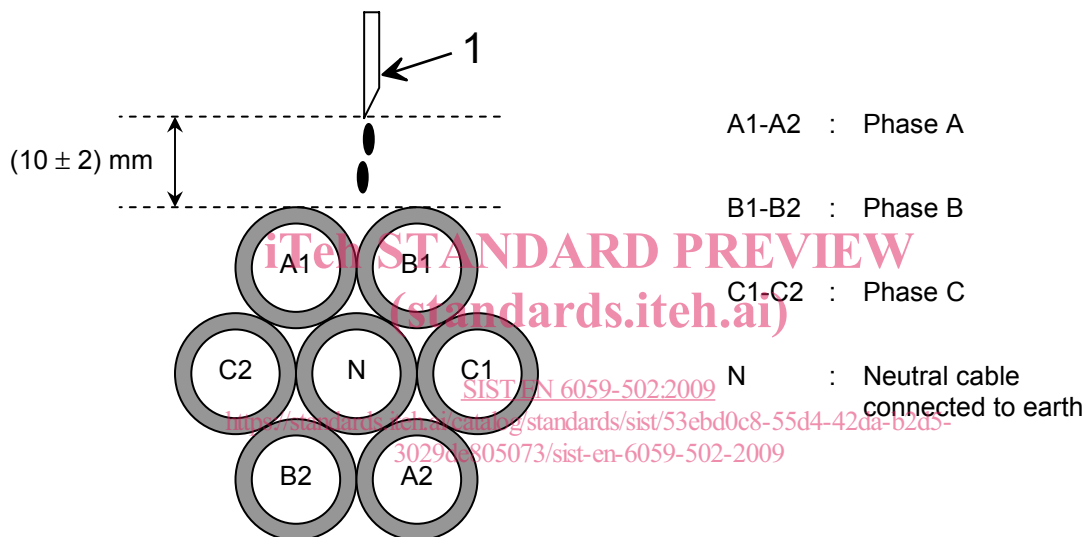 1
(10 ± 2) mm
A1-A2 : Phase A
B1-B2 : Phase B
iTeh STANDARD PREVIEW
A1 B1
C1-C2 : Phase C
(standards.iteh.ai)
C2 N C1
N : Neutral cable
connected to earth
SIST EN 6059-502:2009
https://standards.iteh.ai/catalog/standards/sist/53ebd0c8-55d4-42da-b2d5-
3029de805073/sist-en-6059-502-2009
B2 A2